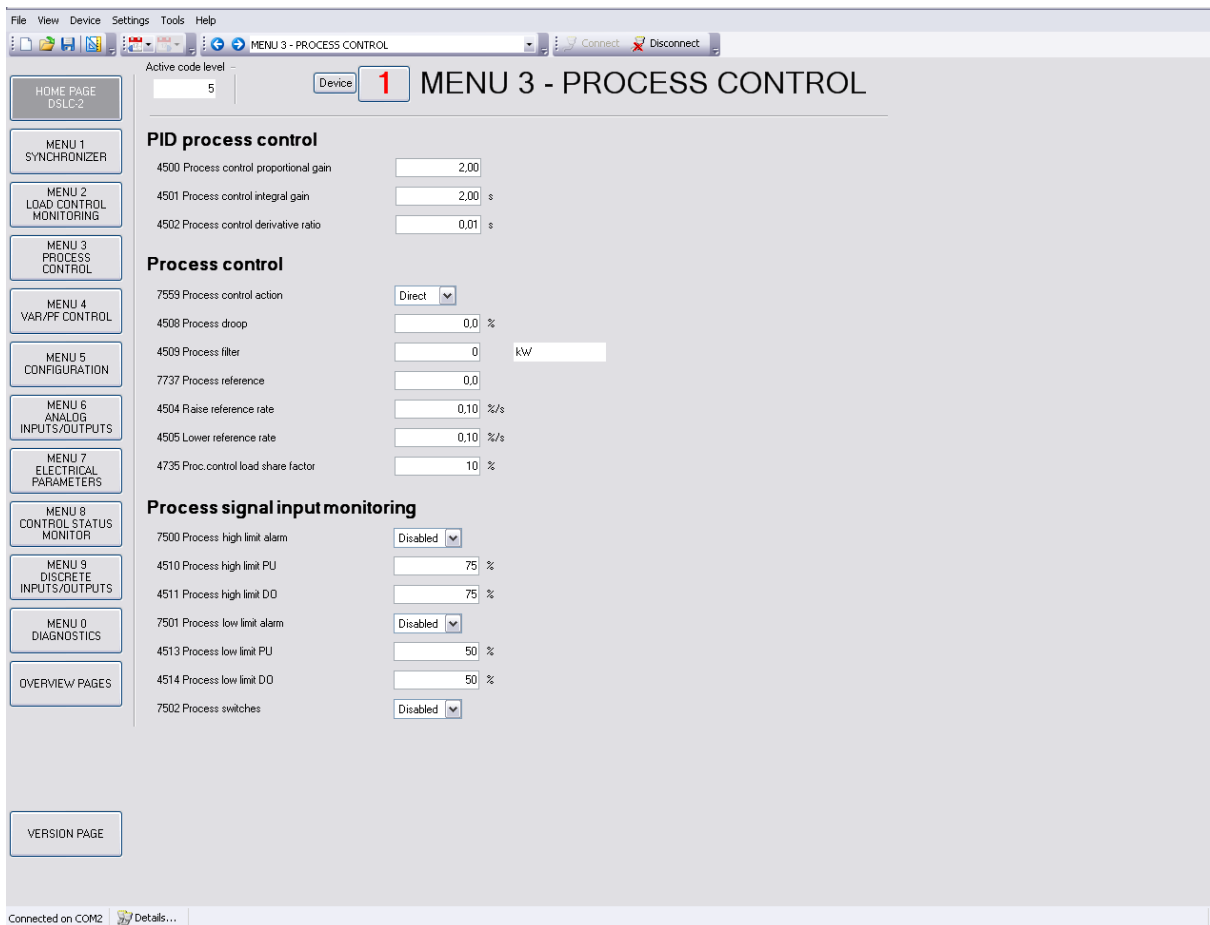 File View Device Settings Tools Help
MENU 3 - PROCESS CONTROL
Connect
Disconnect
Active code level
5
Device
1
MENU 3 - PROCESS CONTROL
HOME PAGE
DSLC-2
MENU 1
SYNCHRONIZER
MENU 2
LOAD CONTROL
MONITORING
MENU 3
PROCESS
CONTROL
MENU 4
VAR/PF CONTROL
MENU 5
CONFIGURATION
MENU 6
ANALOG
INPUTS/OUTPUTS
MENU 7
ELECTRICAL
PARAMETERS
MENU 8
CONTROL STATUS
MONITOR
MENU 9
DISCRETE
INPUTS/OUTPUTS
MENU 0
DIAGNOSTICS
OVERVIEW PAGES
VERSION PAGE
PID process control
4500 Process control proportional gain 2,00
4501 Process control integral gain 2,00 s
4502 Process control derivative ratio 0,01 s
Process control
7559 Process control action Direct
4508 Process droop 0,0 %
4509 Process filter 0 kW
7737 Process reference 0,0
4504 Raise reference rate 0,10 %/s
4505 Lower reference rate 0,10 %/s
4735 Proc.control load share factor 10 %
Process signal input monitoring
7500 Process high limit alarm Disabled
4510 Process high limit PU 75 %
4511 Process high limit DO 75 %
7501 Process low limit alarm Disabled
4513 Process low limit PU 50 %
4514 Process low limit DO 50 %
7502 Process switches Disabled
Connected on COM2 Details...